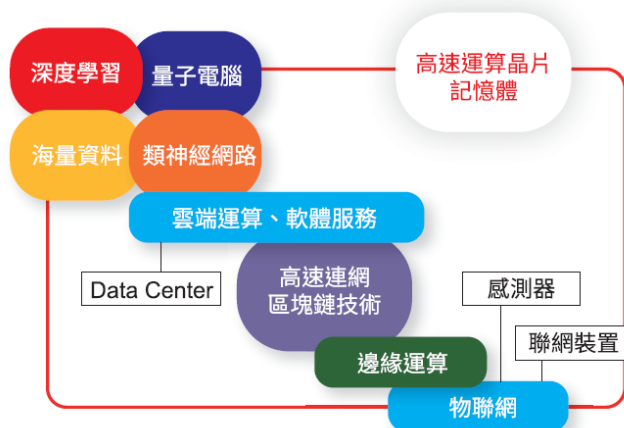 深度學習
量子電腦
高速運算晶片
記憶體
海量資料
類神經網路
雲端運算、軟體服務
Data Center
高速連網
區塊鏈技術
感測器
聯網裝置
邊緣運算
物聯網